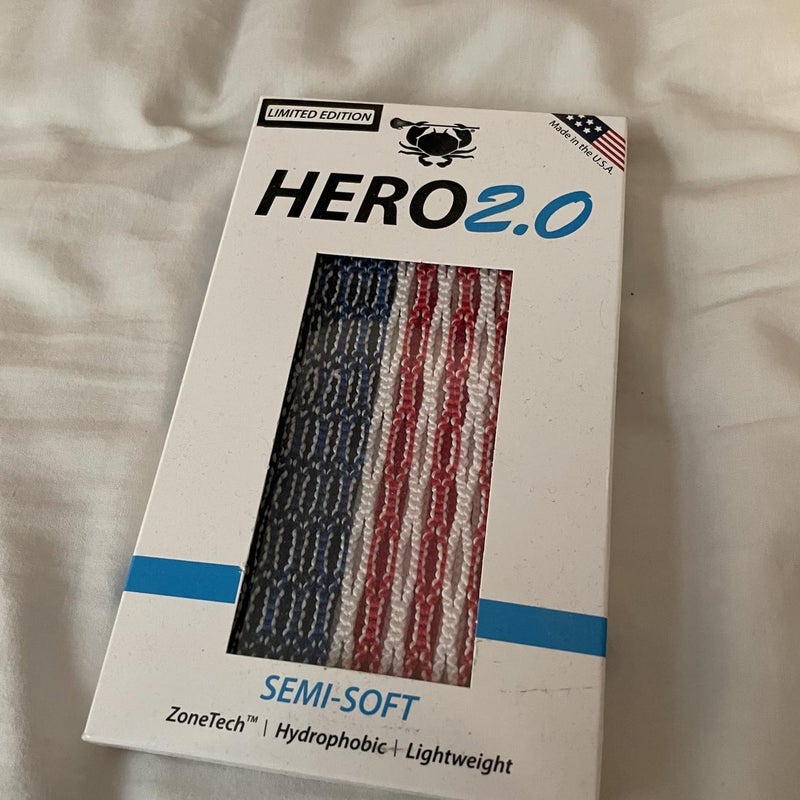 LIMITED EDITION
Made in the U.S.A.
HERO2.0
SEMI-SOFT
ZoneTech™ | Hydrophobic | Lightweight